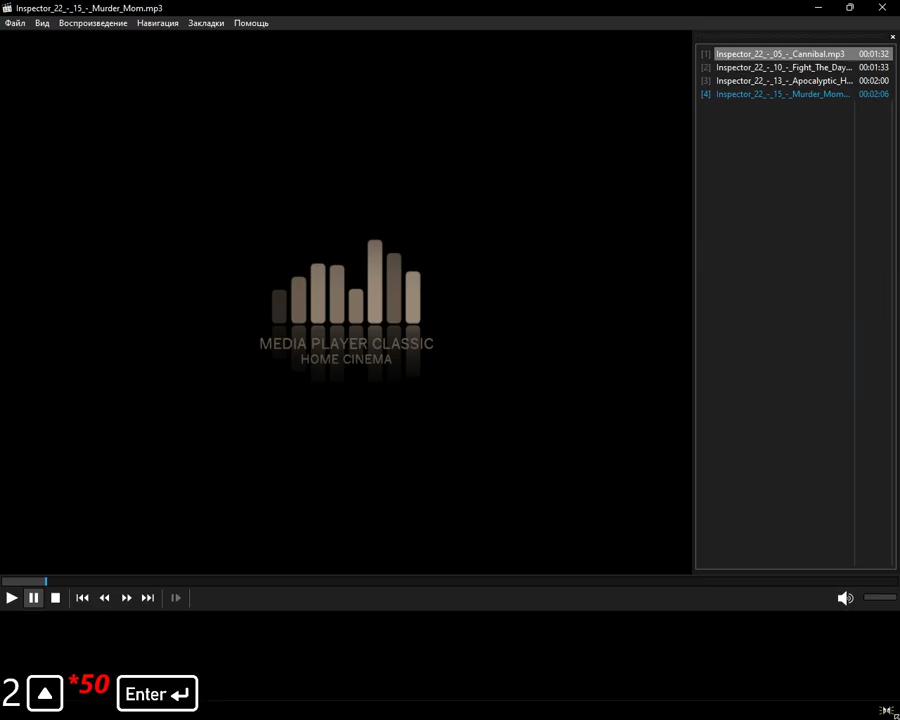 Inspector_22_-_15_-_Murder_Mom.mp3
Файл Вид Воспроизведение Навигация Закладки Помощь
[1] Inspector_22_-_05_-_Cannibal.mp3 00:01:32
[2] Inspector_22_-_10_-_Fight_The_Day... 00:01:33
[3] Inspector_22_-_13_-_Apocalyptic_H... 00:02:00
[4] Inspector_22_-_15_-_Murder_Mom... 00:02:06
MEDIA PLAYER CLASSIC
HOME CINEMA
2 *50 Enter